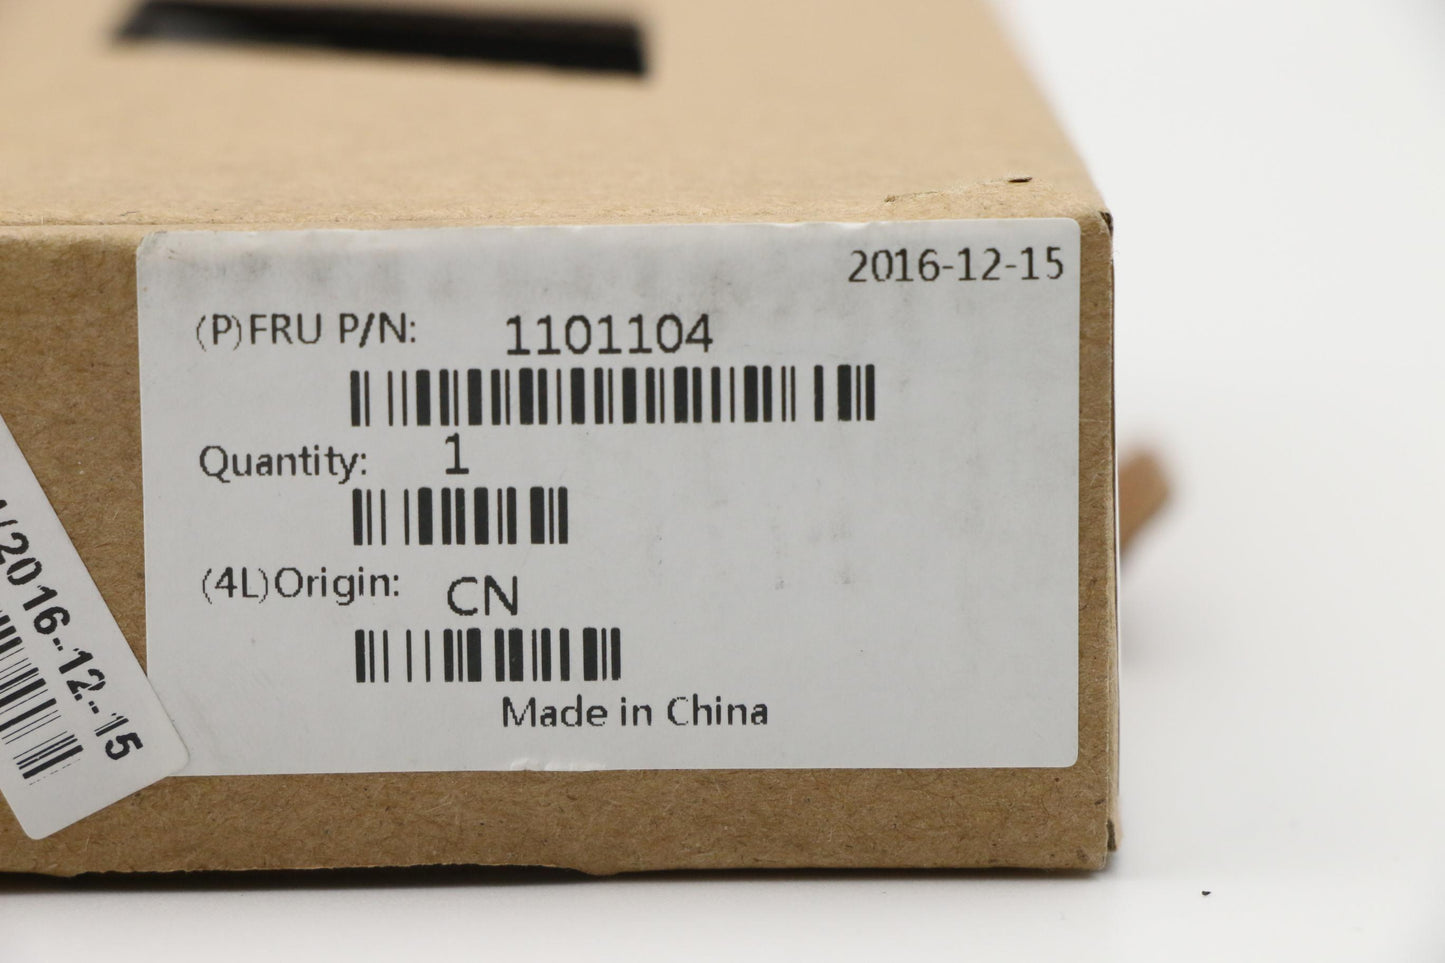 2016-12-15
(P)FRU P/N: 1101104
Quantity: 1
(4L)Origin: CN
Made in China
/2016-12-15